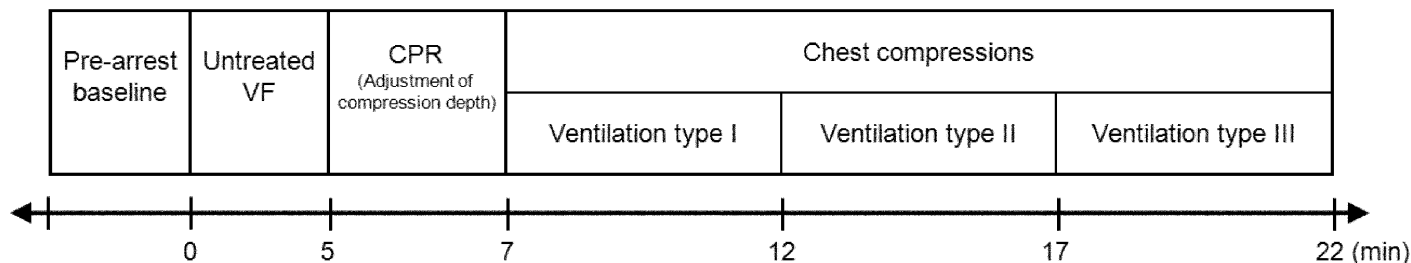 Pre-arrest
baseline
Untreated
VF
CPR
(Adjustment of
compression depth)
Chest compressions
Ventilation type I
Ventilation type II
Ventilation type III
0
5
7
12
17
22 (min)